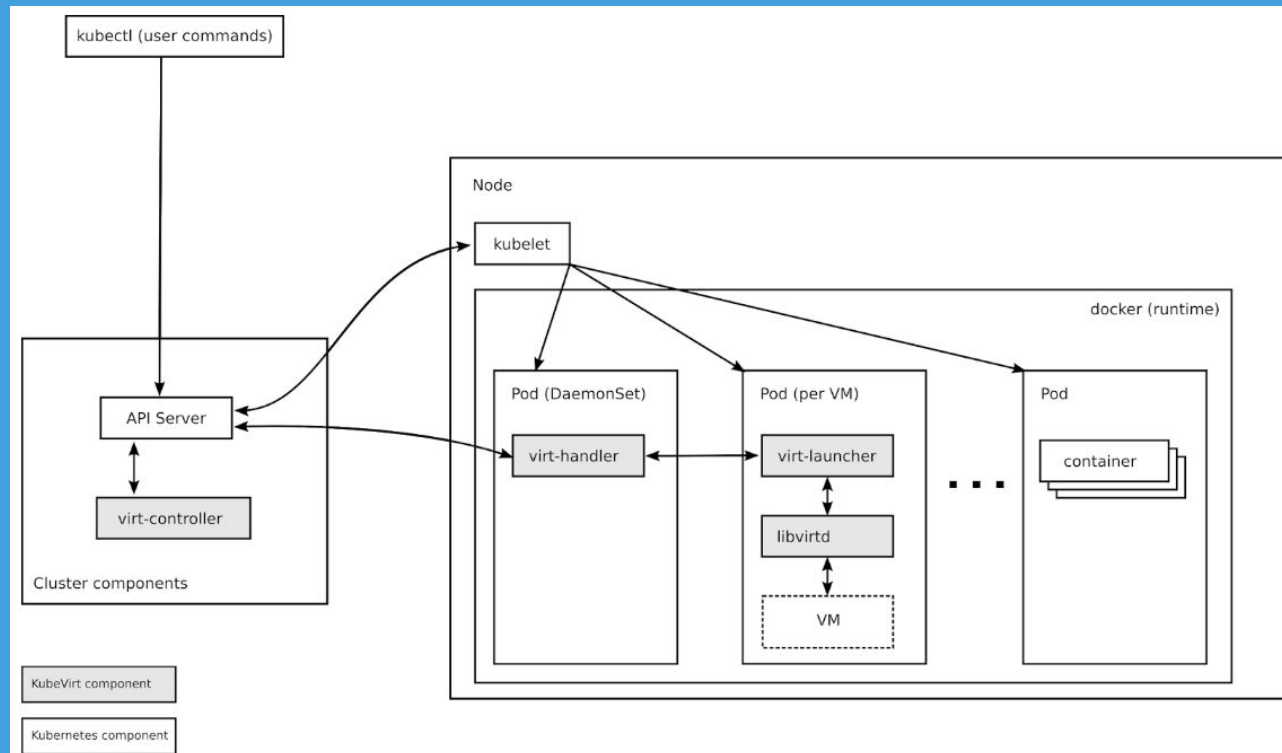 kubectl (user commands)
Node
kubelet
docker (runtime)
Pod (DaemonSet)
Pod (per VM)
Pod
API Server
virt-handler
virt-launcher
container
virt-controller
libvirtd
Cluster components
VM
KubeVirt component
Kubernetes component